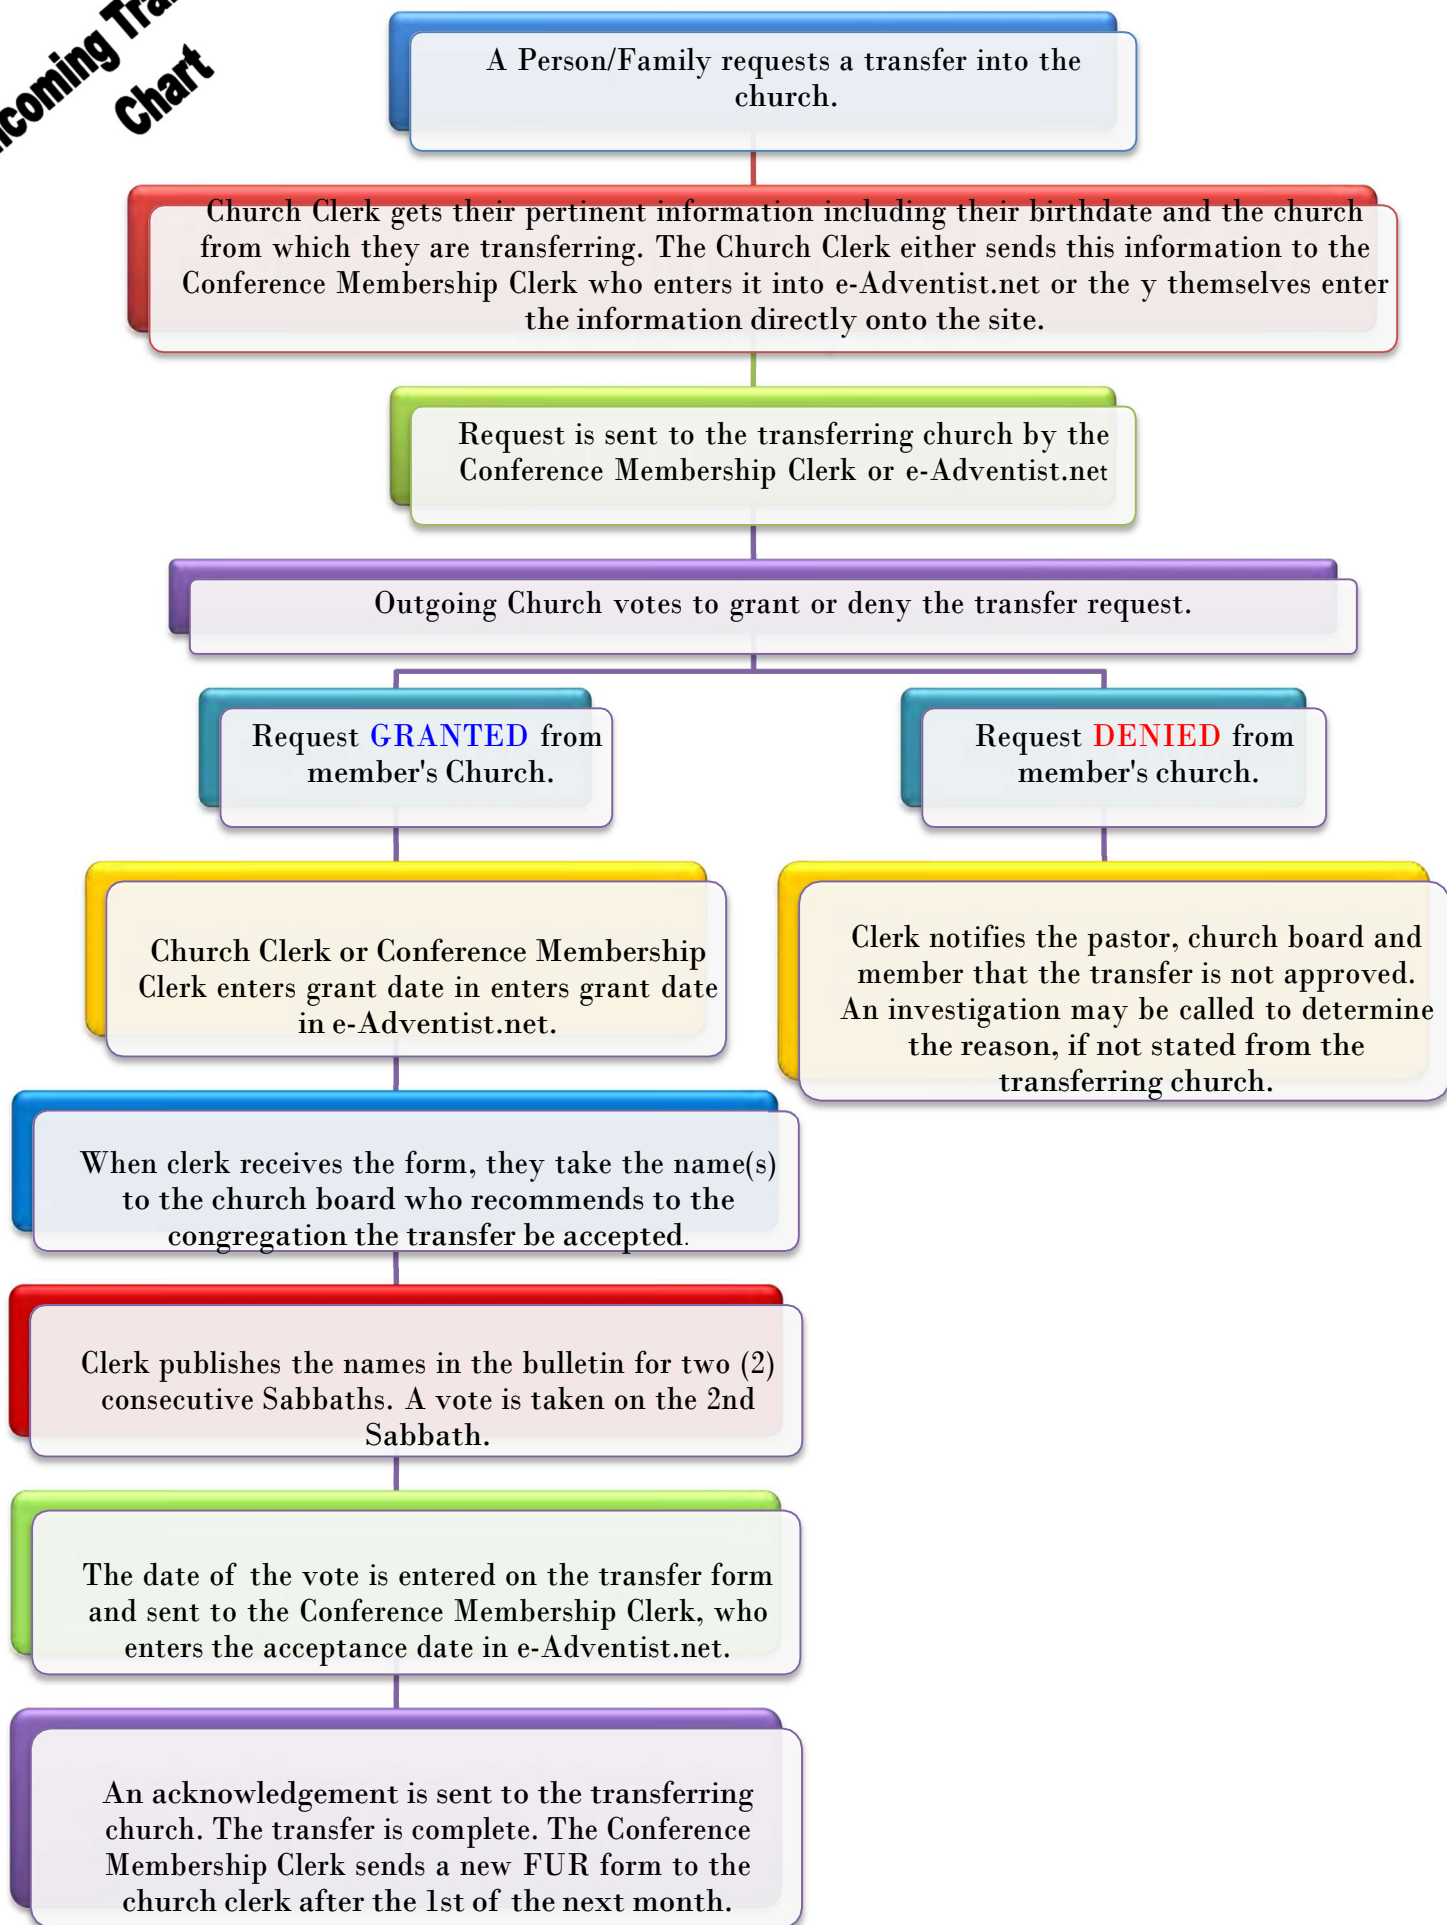 Chart
A Person/Family requests a transfer into the
church.
Church Clerk gets their pertinent information including their birthdate and the church
from which they are transferring. The Church Clerk either sends this information to the
Conference Membership Clerk who enters it into e-Adventist.net or the y themselves enter
the information directly onto the site.
Request is sent to the transferring church by the
Conference Membership Clerk or e-Adventist.net
Outgoing Church votes to grant or deny the transfer request.
Request GRANTED from
member's Church.
Request DENIED from
member's church.
Church Clerk or Conference Membership
Clerk enters grant date in enters grant date
in e-Adventist.net.
Clerk notifies the pastor, church board and
member that the transfer is not approved.
An investigation may be called to determine
the reason, if not stated from the
transferring church.
When clerk receives the form, they take the name(s)
to the church board who recommends to the
congregation the transfer be accepted.
Clerk publishes the names in the bulletin for two (2)
consecutive Sabbaths. A vote is taken on the 2nd
Sabbath.
The date of the vote is entered on the transfer form
and sent to the Conference Membership Clerk, who
enters the acceptance date in e-Adventist.net.
An acknowledgement is sent to the transferring
church. The transfer is complete. The Conference
Membership Clerk sends a new FUR form to the
church clerk after the 1st of the next month.